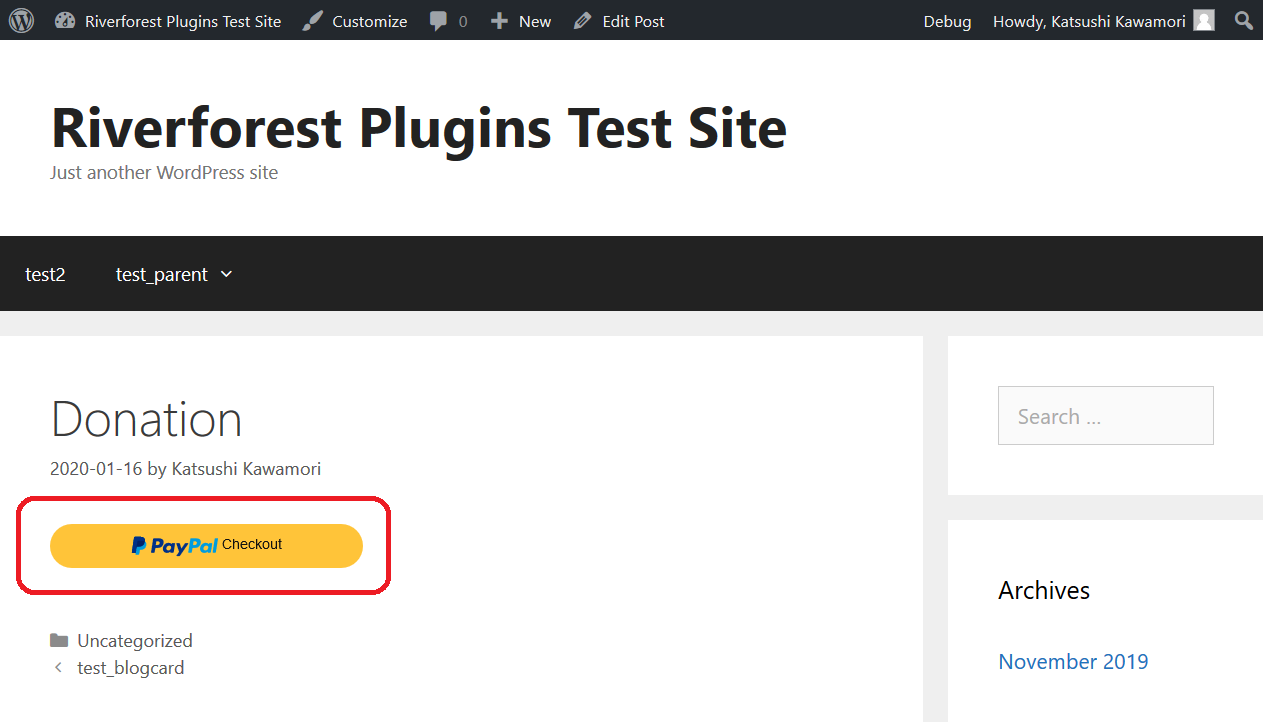 Riverforest Plugins Test Site Customize 0 New Edit Post Debug Howdy, Katsushi Kawamori
Riverforest Plugins Test Site
Just another WordPress site
test2 test_parent
Donation
2020-01-16 by Katsushi Kawamori
PayPal Checkout
Uncategorized
test_blogcard
Search ...
Archives
November 2019